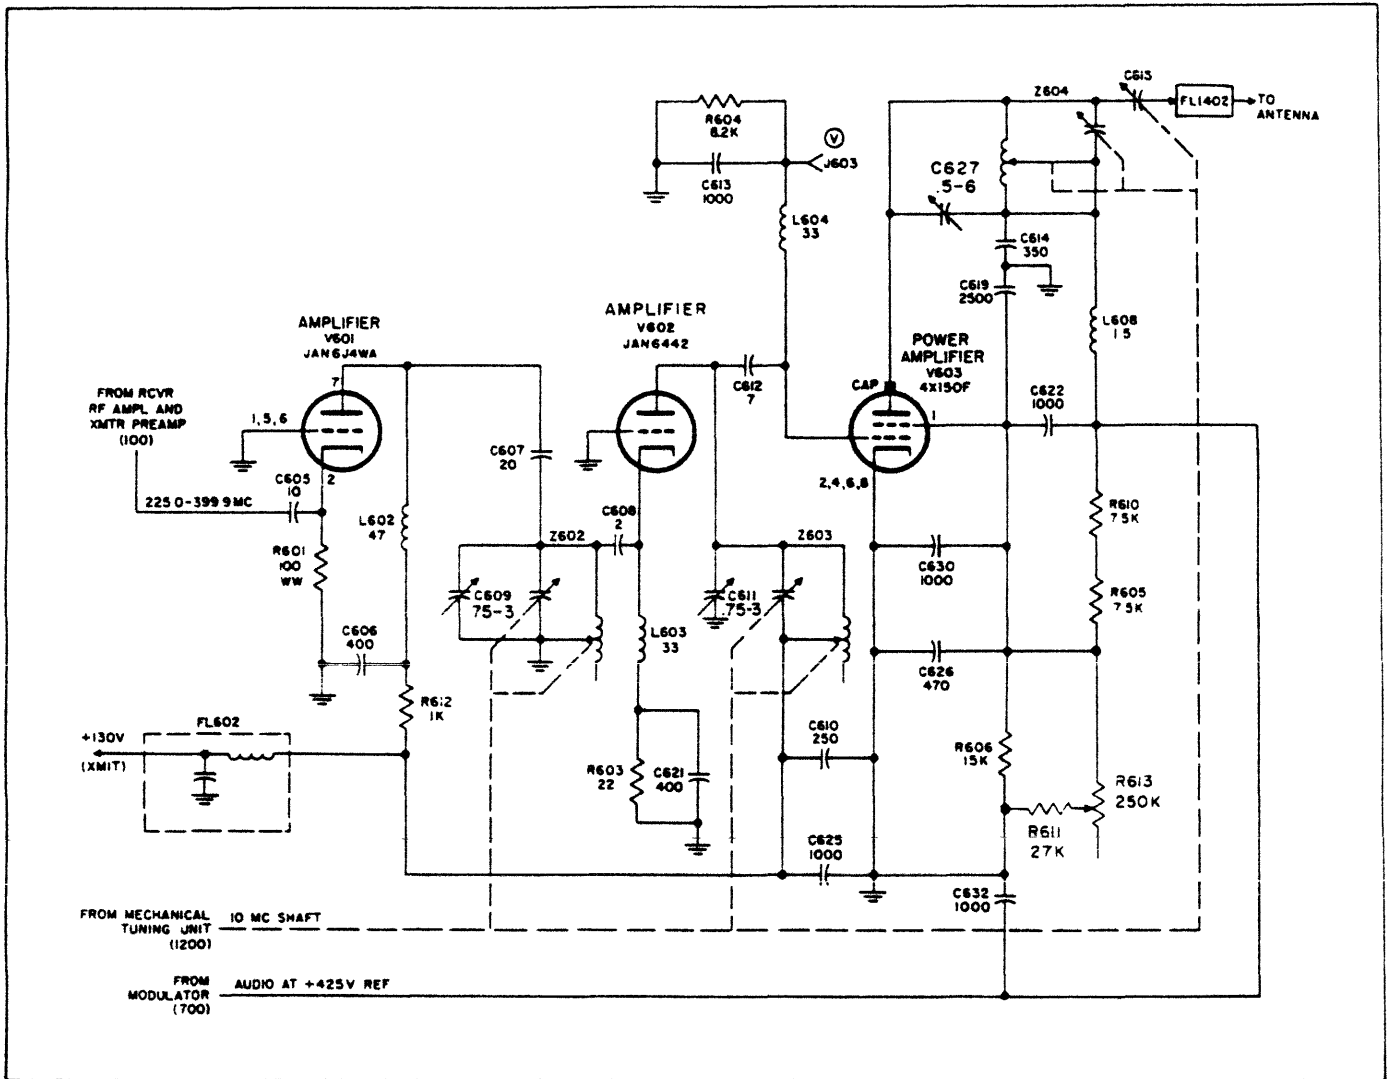 C615
Z604
FL1402
TO
ANTENNA
R604
8.2K
V
J603
C613
1000
C627
.5-6
L604
33
C614
350
C619
2500
L608
1 5
AMPLIFIER
V601
JAN6J4WA
AMPLIFIER
V602
JAN6442
POWER
AMPLIFIER
V603
4X150F
CAP
7
C612
7
C622
1000
1
FROM RCVR
RF AMPL AND
XMTR PREAMP
(100)
1,5,6
2
C605
10
225 0-399 9MC
C607
20
2,4,6,8
C608
2
L602
47
R601
100
WW
Z602
Z603
C630
1000
R610
7 5K
C609
.75-3
C611
.75-3
R605
7 5K
C606
400
L603
33
C626
470
R612
1K
FL602
+130V
(XMIT)
C610
250
R606
15K
R603
22
C621
400
R613
250K
R611
27K
C625
1000
C632
1000
FROM MECHANICAL
TUNING UNIT
(1200)
10 MC SHAFT
FROM
MODULATOR
(700)
AUDIO AT +425V REF